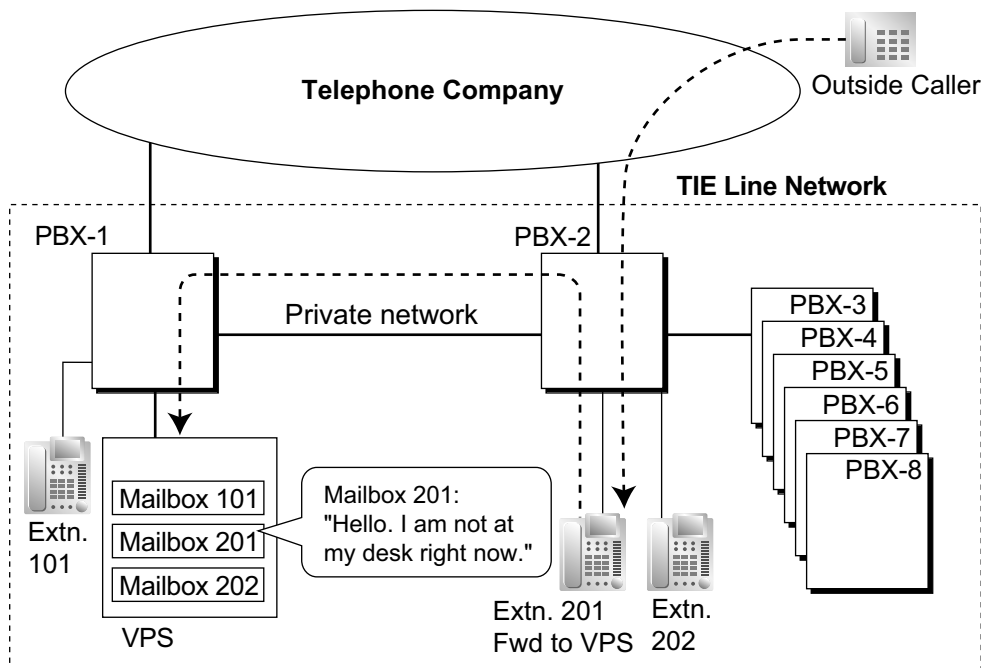 Telephone Company
Outside Caller
TIE Line Network
PBX-1
PBX-2
Private network
PBX-3
PBX-4
PBX-5
PBX-6
PBX-7
PBX-8
Extn.
101
Mailbox 101
Mailbox 201
Mailbox 202
VPS
Mailbox 201:
"Hello. I am not at
my desk right now."
Extn. 201
Fwd to VPS
Extn.
202